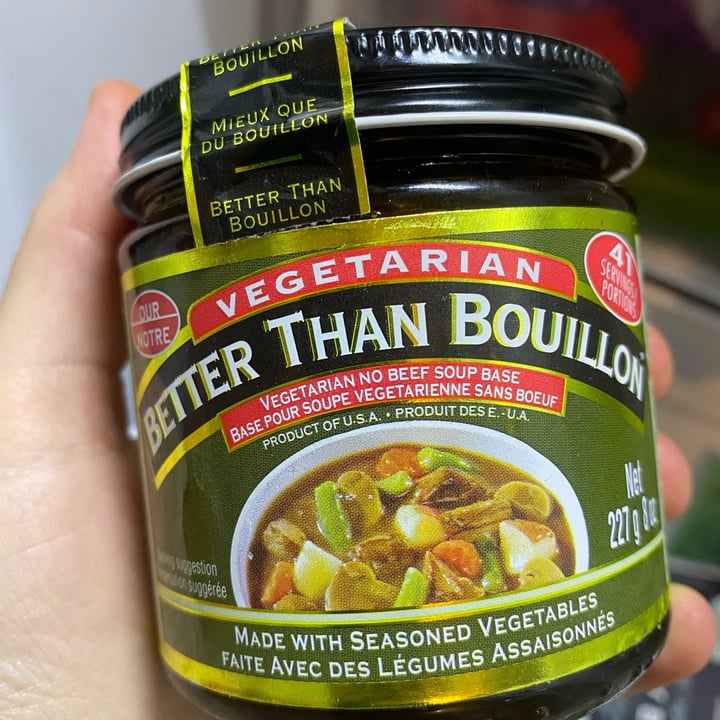 BETTER THAN
BOUILLON
MIEUX QUE
DU BOUILLON
BETTER THAN
BOUILLON
OUR
NOTRE
VEGETARIAN
41
SERVINGS
PORTIONS
BETTER THAN BOUILLON
VEGETARIAN NO BEEF SOUP BASE
BASE POUR SOUPE VEGETARIENNE SANS BOEUF
PRODUCT OF U.S.A. • PRODUIT DES E.-U.A.
Net
227 g 8 oz
suggestion
suggérée
MADE WITH SEASONED VEGETABLES
FAITE AVEC DES LÉGUMES ASSAISONNÉS